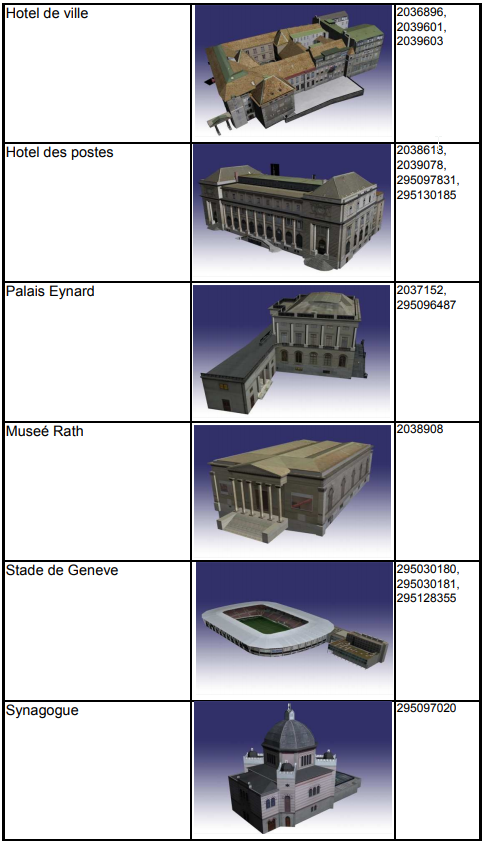 Hotel de ville
2036896,
2039601,
2039603
Hotel des postes
2038613,
2039078,
295097831,
295130185
Palais Eynard
2037152,
295096487
Museé Rath
2038908
Stade de Geneve
295030180,
295030181,
295128355
Synagogue
295097020